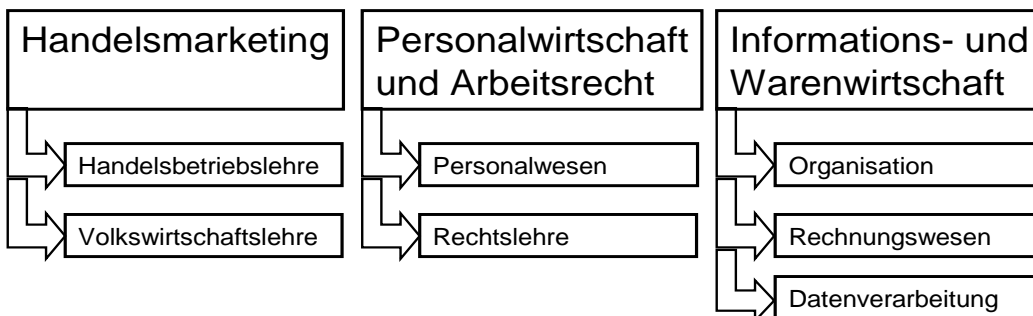 Handelsmarketing
Handelsbetriebslehre
Volkswirtschaftslehre
Personalwirtschaft
und Arbeitsrecht
Personalwesen
Rechtslehre
Informations- und
Warenwirtschaft
Organisation
Rechnungswesen
Datenverarbeitung